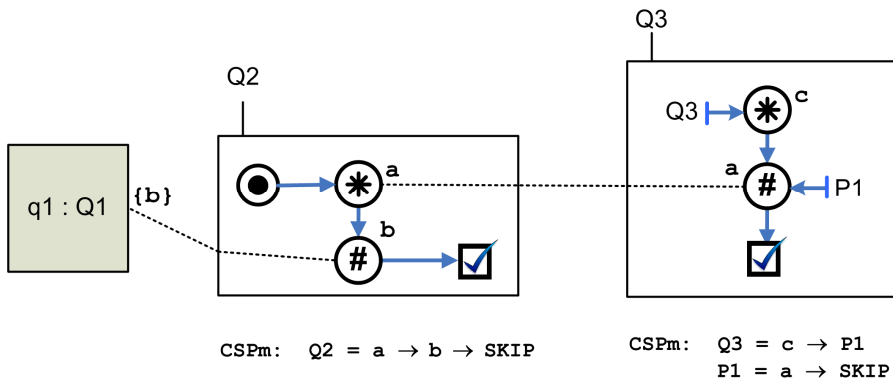 Q3
Q2
Q3
c
a
P1
q1 : Q1
{b}
a
b
#
#
CSPm: Q2 = a → b → SKIP
CSPm: Q3 = c → P1
P1 = a → SKIP